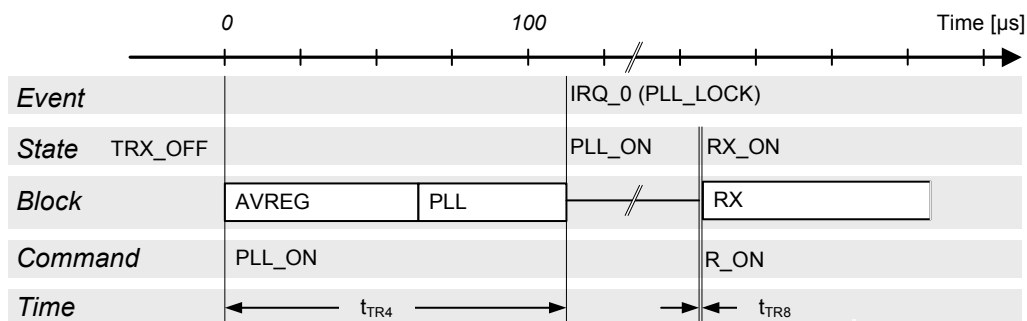 0 100 Time [µs]
Event IRQ_0 (PLL_LOCK)
State TRX_OFF PLL_ON RX_ON
Block AVREG PLL RX
Command PLL_ON R_ON
Time tTR4 tTR8